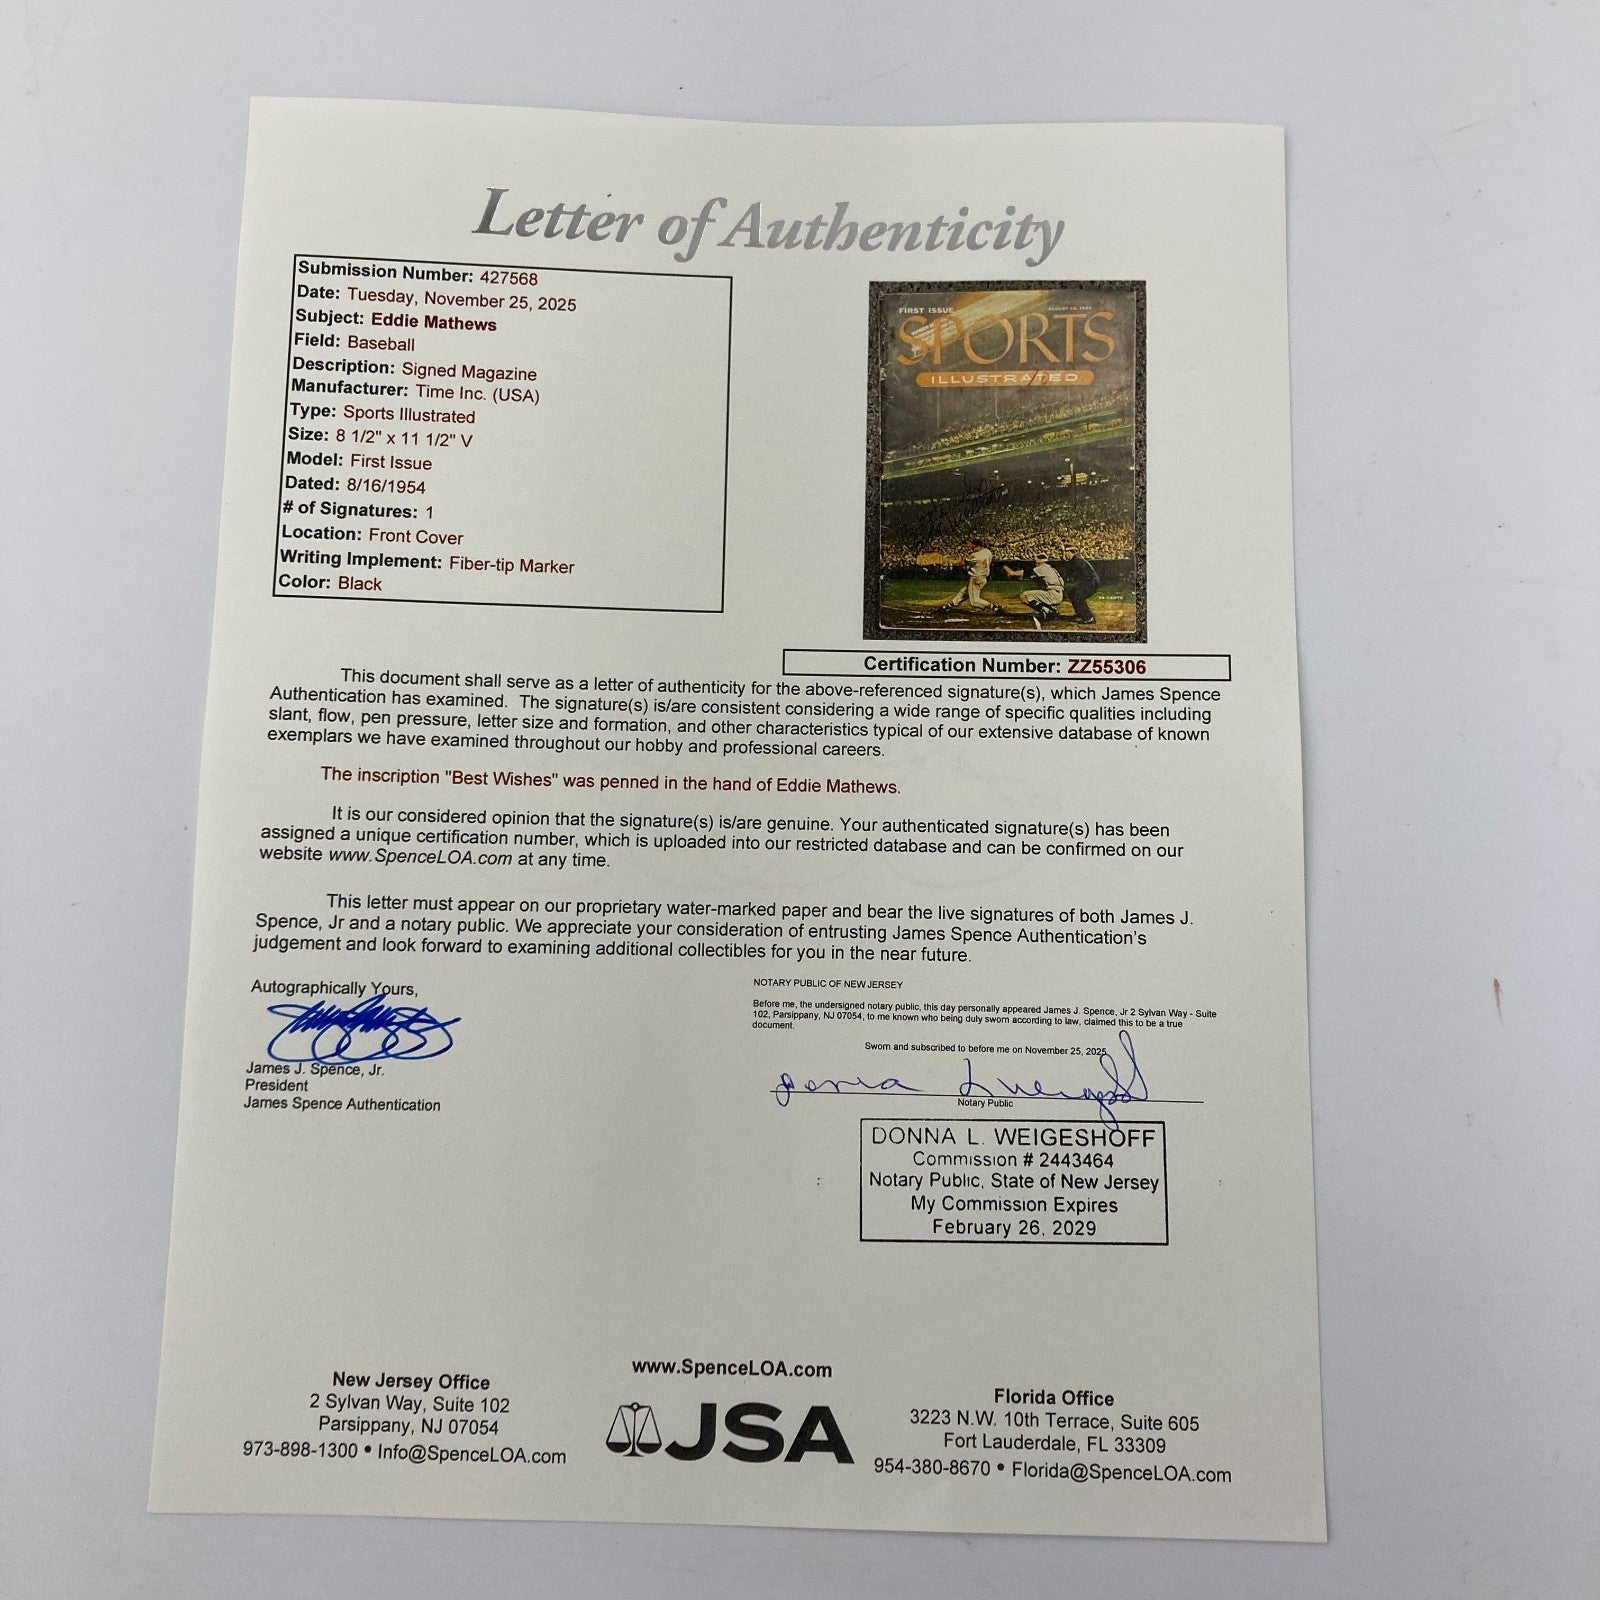 Letter of Authenticity
Submission Number: 427568
Date: Tuesday, November 25, 2025
Subject: Eddie Mathews
Field: Baseball
Description: Signed Magazine
Manufacturer: Time Inc. (USA)
Type: Sports Illustrated
Size: 8 1/2" x 11 1/2" V
Model: First Issue
Dated: 8/16/1954
# of Signatures: 1
Location: Front Cover
Writing Implement: Fiber-tip Marker
Color: Black
FIRST ISSUE
SPORTS
ILLUSTRATED
25 CENTS
Certification Number: ZZ55306
This document shall serve as a letter of authenticity for the above-referenced signature(s), which James Spence
Authentication has examined. The signature(s) is/are consistent considering a wide range of specific qualities including
slant, flow, pen pressure, letter size and formation, and other characteristics typical of our extensive database of known
exemplars we have examined throughout our hobby and professional careers.
The inscription "Best Wishes" was penned in the hand of Eddie Mathews.
It is our considered opinion that the signature(s) is/are genuine. Your authenticated signature(s) has been
assigned a unique certification number, which is uploaded into our restricted database and can be confirmed on our
website www.SpenceLOA.com at any time.
This letter must appear on our proprietary water-marked paper and bear the live signatures of both James J.
Spence, Jr and a notary public. We appreciate your consideration of entrusting James Spence Authentication's
judgement and look forward to examining additional collectibles for you in the near future.
Autographically Yours,
James J. Spence, Jr.
President
James Spence Authentication
NOTARY PUBLIC OF NEW JERSEY
Before me, the undersigned notary public, this day personally appeared James J. Spence, Jr 2 Sylvan Way - Suite
102, Parsippany, NJ 07054, to me known who being duly sworn according to law, claimed this to be a true
document.
Sworn and subscribed to before me on November 25, 2025
Notary Public
DONNA L. WEIGESHOFF
Commission # 2443464
Notary Public, State of New Jersey
My Commission Expires
February 26, 2029
www.SpenceLOA.com
New Jersey Office
2 Sylvan Way, Suite 102
Parsippany, NJ 07054
973-898-1300 • Info@SpenceLOA.com
JSA
Florida Office
3223 N.W. 10th Terrace, Suite 605
Fort Lauderdale, FL 33309
954-380-8670 • Florida@SpenceLOA.com